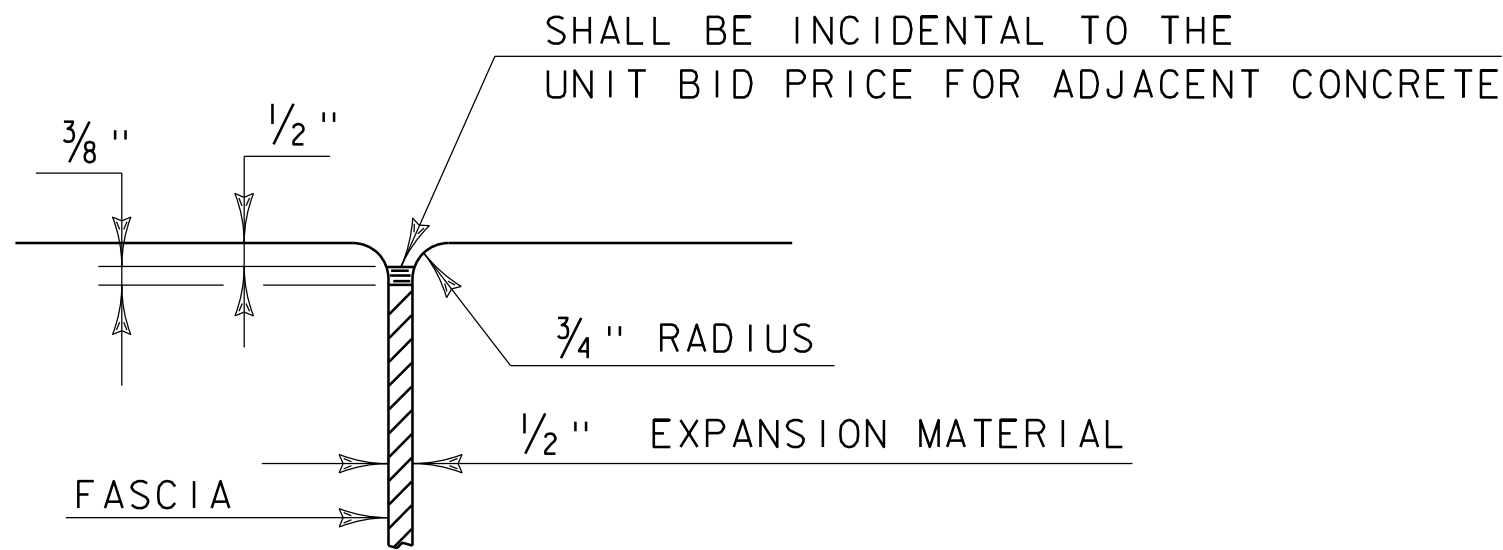 SHALL BE INCIDENTAL TO THE
UNIT BID PRICE FOR ADJACENT CONCRETE
1/2"
3/8"
3/4" RADIUS
1/2" EXPANSION MATERIAL
FASCIA